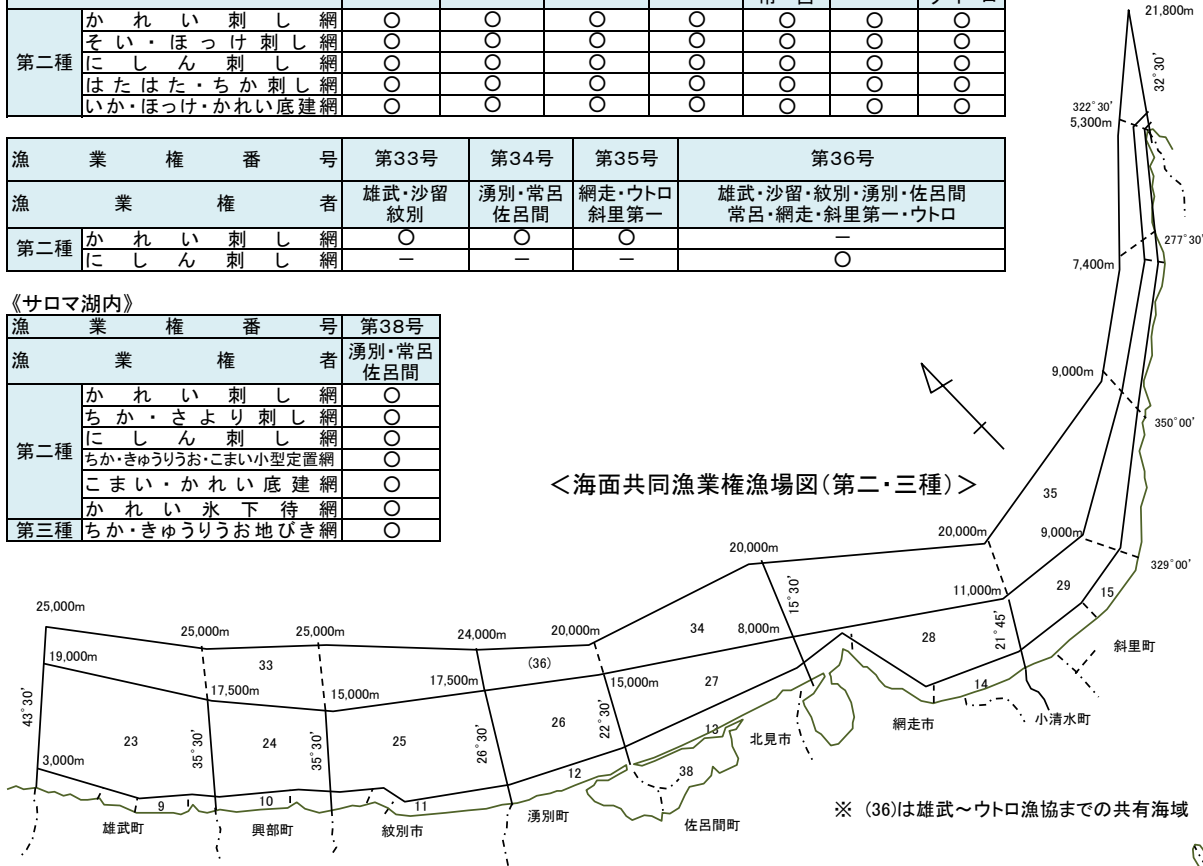 第二種
かれい刺し網 ○ ○ ○ ○ ○ ○ ○
そい・ほっけ刺し網 ○ ○ ○ ○ ○ ○ ○
にしん刺し網 ○ ○ ○ ○ ○ ○ ○
はたはた・ちか刺し網 ○ ○ ○ ○ ○ ○ ○
いか・ほっけ・かれい底建網 ○ ○ ○ ○ ○ ○ ○
漁業権番号 第33号 第34号 第35号 第36号
漁業権者 雄武・沙留 湧別・常呂 網走・ウトロ 雄武・沙留・紋別・湧別・佐呂間
紋別 佐呂間 斜里第一 常呂・網走・斜里第一・ウトロ
第二種
かれい刺し網 ○ ○ ○ －
にしん刺し網 － － － ○
《サロマ湖内》
漁業権番号 第38号
漁業権者 湧別・常呂
佐呂間
第二種
かれい刺し網 ○
ちか・さより刺し網 ○
にしん刺し網 ○
ちか・きゅうりうお・こまい小型定置網 ○
こまい・かれい底建網 ○
かれい氷下待網 ○
第三種 ちか・きゅうりうお地びき網 ○
＜海面共同漁業権漁場図(第二・三種)＞
21,800m
32°30′
322°30′
5,300m
277°30′
7,400m
9,000m
350°00′
35
20,000m
20,000m
9,000m
329°00′
11,000m
29
15
15°30′
斜里町
25,000m
25,000m
25,000m
24,000m
20,000m
34
8,000m
28
21°45′
19,000m
33
(36)
17,500m
15,000m
17,500m
15,000m
27
14
小清水町
網走市
43°30′
23
35°30′
24
35°30′
25
26°30′
26
22°30′
13
北見市
3,000m
9
10
11
12
38
雄武町
興部町
紋別市
湧別町
佐呂間町
※ (36)は雄武～ウトロ漁協までの共有海域